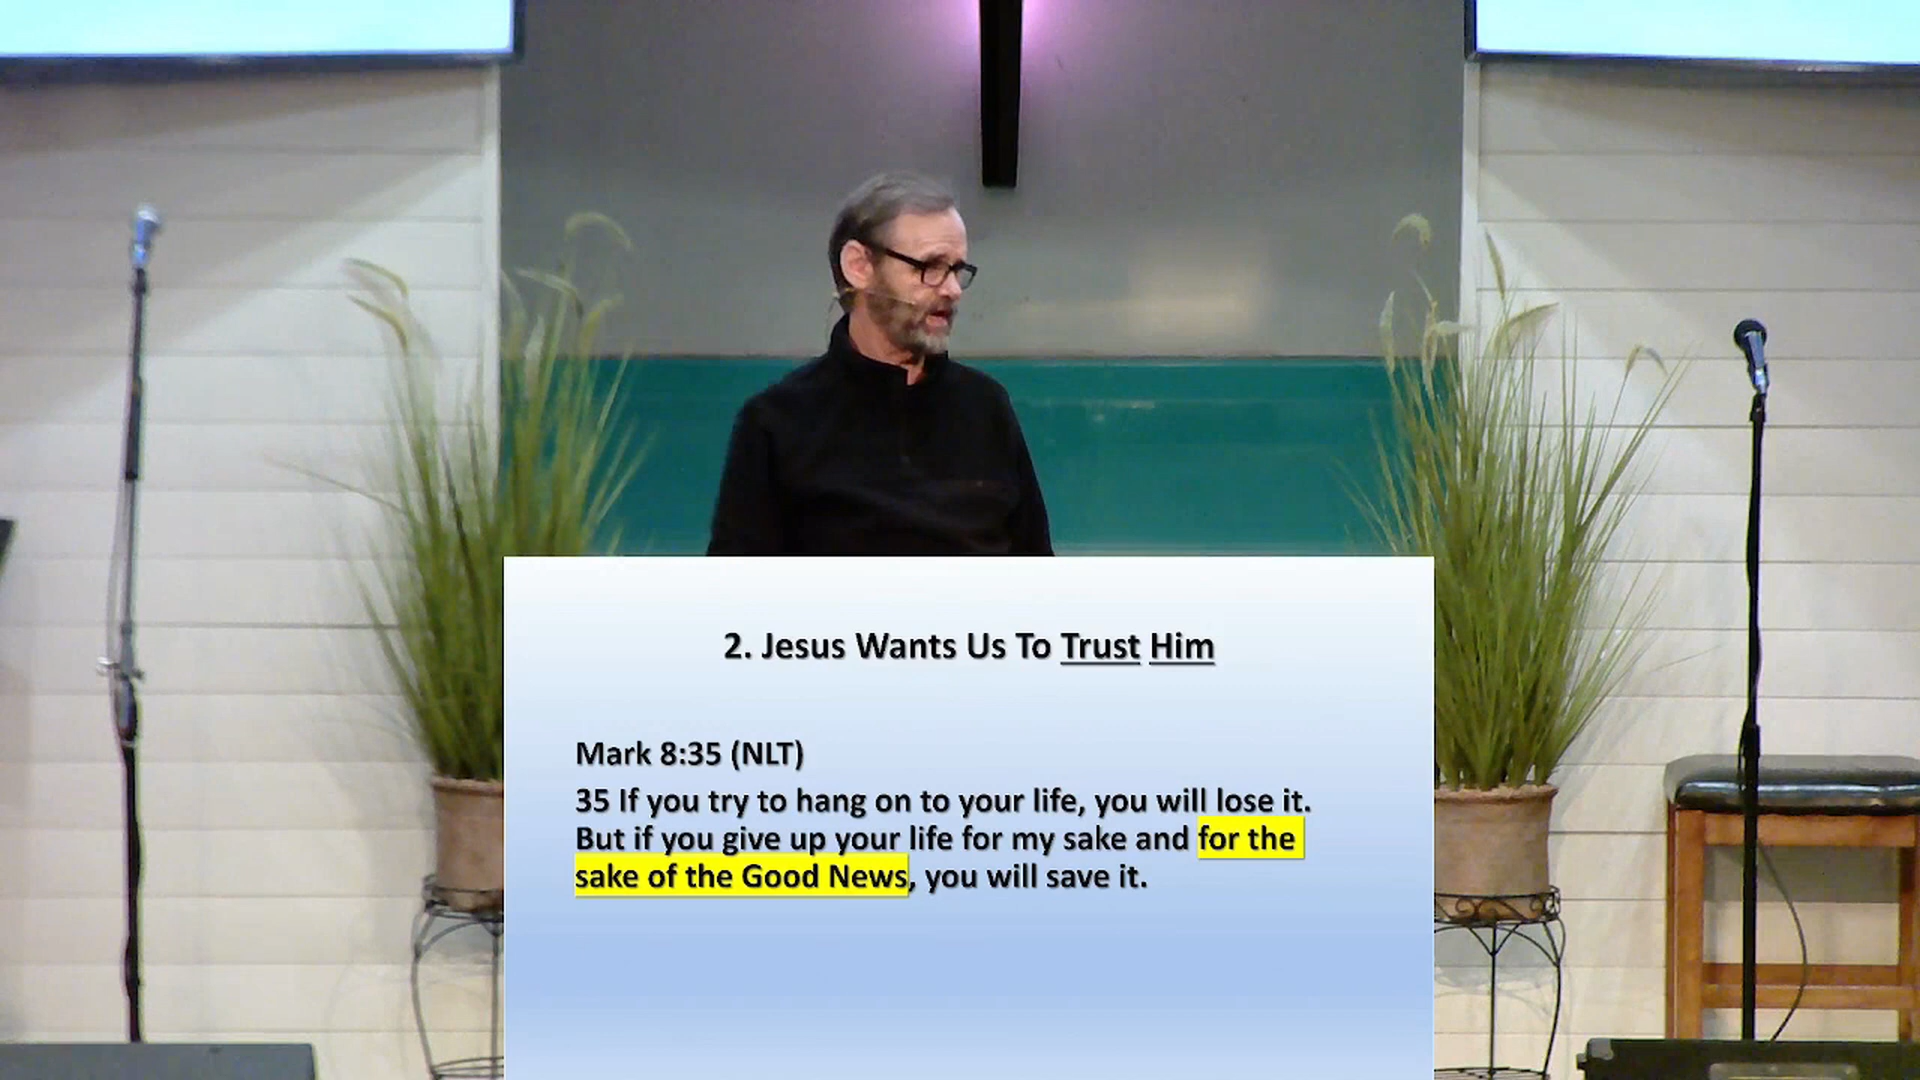 2. Jesus Wants Us To Trust Him
Mark 8:35 (NLT)
35 If you try to hang on to your life, you will lose it.
But if you give up your life for my sake and for the
sake of the Good News, you will save it.